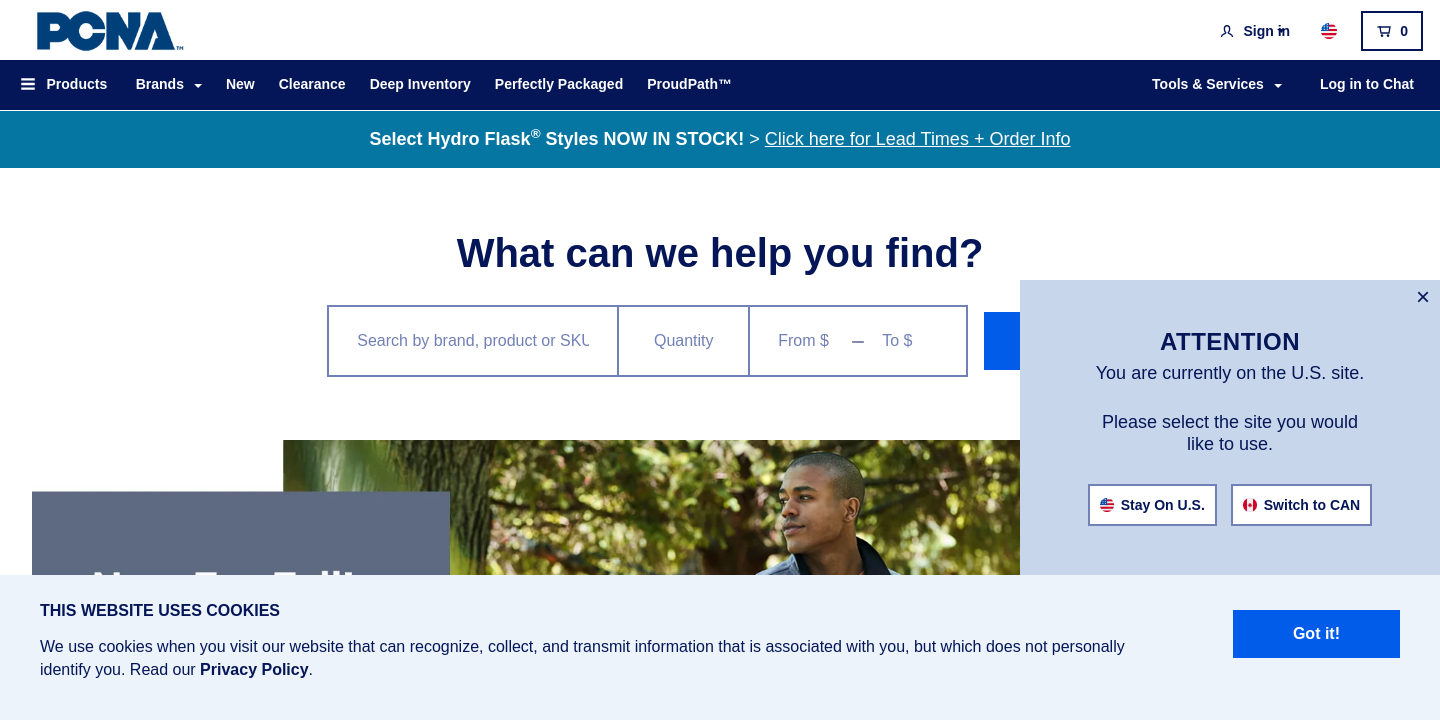 PCNA™
Sign in
0
Products
Brands
New
Clearance
Deep Inventory
Perfectly Packaged
ProudPath™
Tools & Services
Log in to Chat
Select Hydro Flask® Styles NOW IN STOCK! > Click here for Lead Times + Order Info
What can we help you find?
Search by brand, product or SKU
Quantity
From $
–
To $
×
ATTENTION
You are currently on the U.S. site.
Please select the site you would
like to use.
Stay On U.S.
Switch to CAN
THIS WEBSITE USES COOKIES
We use cookies when you visit our website that can recognize, collect, and transmit information that is associated with you, but which does not personally
identify you. Read our Privacy Policy.
Got it!